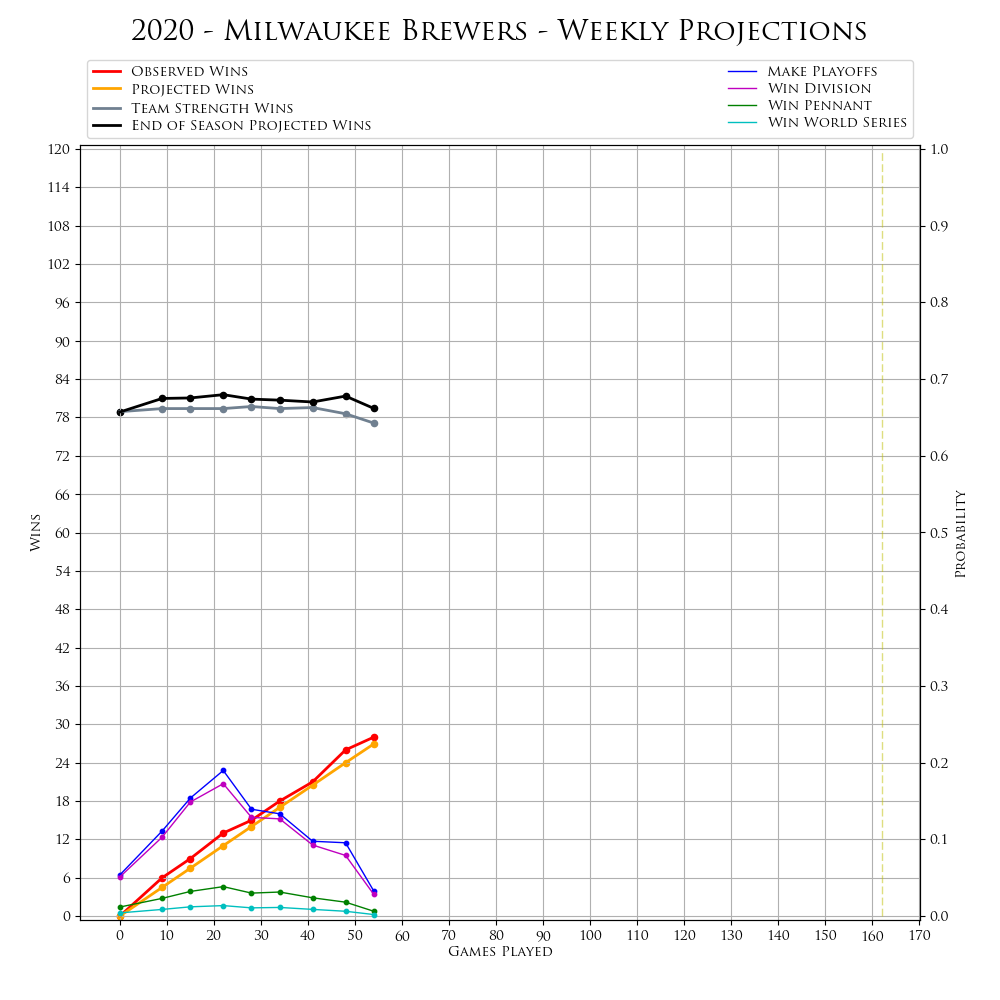 2020 - Milwaukee Brewers - Weekly Projections
Observed Wins
Projected Wins
Team Strength Wins
End of Season Projected Wins
Make Playoffs
Win Division
Win Pennant
Win World Series
120
114
108
102
96
90
84
78
72
66
60
54
48
42
36
30
24
18
12
6
0
Wins
1.0
0.9
0.8
0.7
0.6
0.5
0.4
0.3
0.2
0.1
0.0
Probability
0 10 20 30 40 50 60 70 80 90 100 110 120 130 140 150 160 170
Games Played